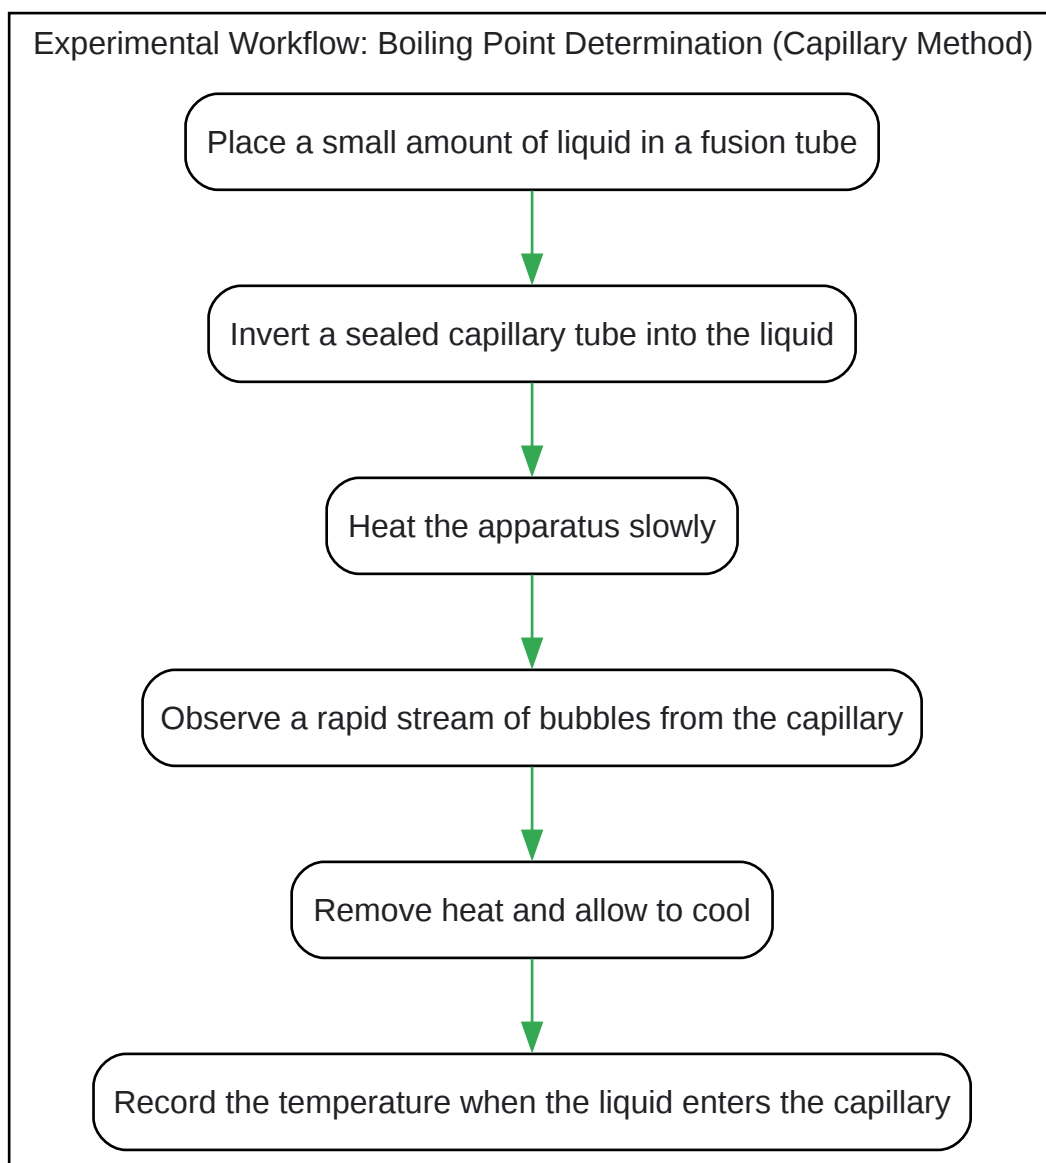 Experimental Workflow: Boiling Point Determination (Capillary Method)
Place a small amount of liquid in a fusion tube
Invert a sealed capillary tube into the liquid
Heat the apparatus slowly
Observe a rapid stream of bubbles from the capillary
Remove heat and allow to cool
Record the temperature when the liquid enters the capillary